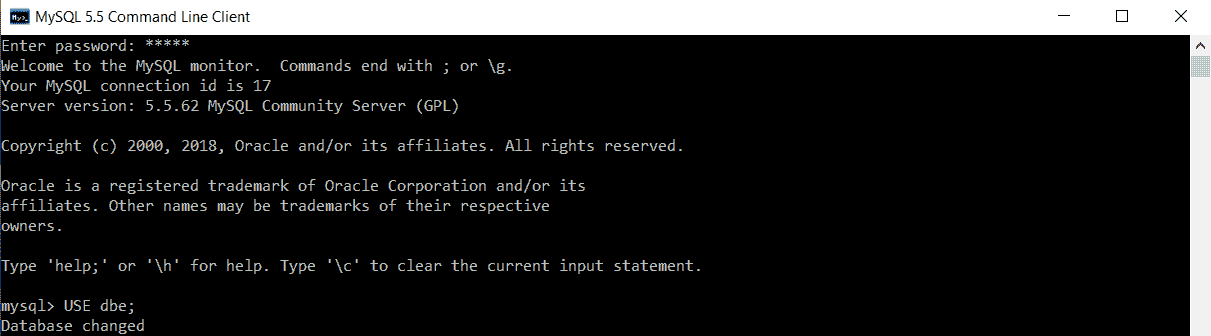 MySQL 5.5 Command Line Client
Enter password: *****
Welcome to the MySQL monitor.  Commands end with ; or \g.
Your MySQL connection id is 17
Server version: 5.5.62 MySQL Community Server (GPL)
Copyright (c) 2000, 2018, Oracle and/or its affiliates. All rights reserved.
Oracle is a registered trademark of Oracle Corporation and/or its
affiliates. Other names may be trademarks of their respective
owners.
Type 'help;' or '\h' for help. Type '\c' to clear the current input statement.
mysql> USE dbe;
Database changed